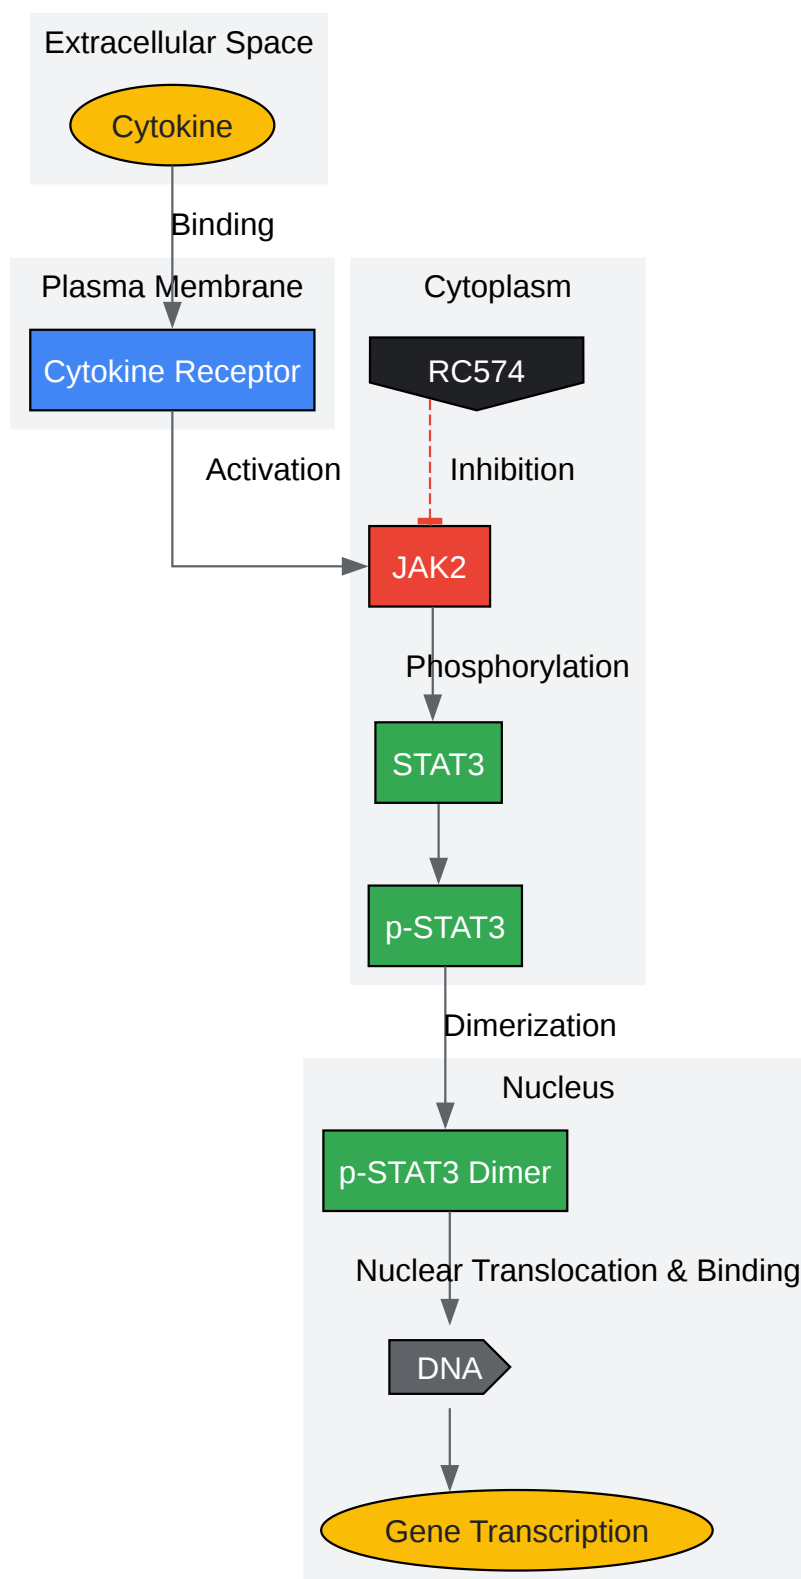 Extracellular Space
Cytokine
Binding
Plasma Membrane
Cytoplasm
Cytokine Receptor
RC574
Activation
Inhibition
JAK2
Phosphorylation
STAT3
p-STAT3
Dimerization
Nucleus
p-STAT3 Dimer
Nuclear Translocation & Binding
DNA
Gene Transcription